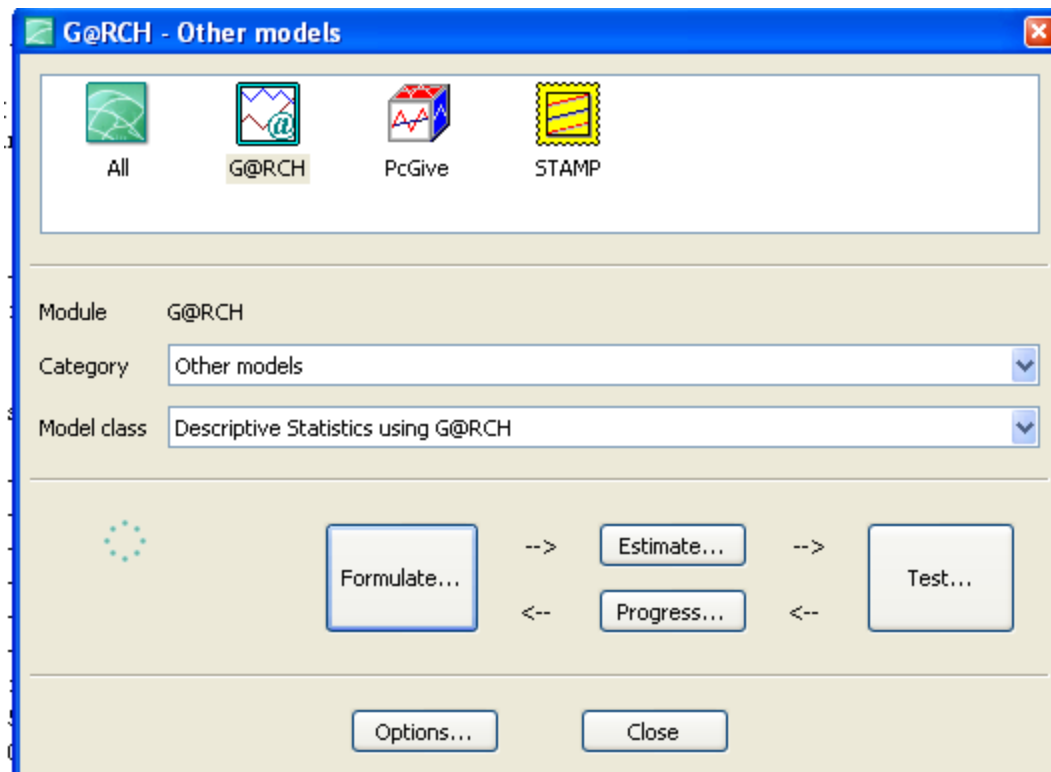 G@RCH - Other models
All G@RCH PcGive STAMP
Module G@RCH
Category Other models
Model class Descriptive Statistics using G@RCH
Formulate... --> Estimate... --> Test...
<-- Progress... <--
Options... Close